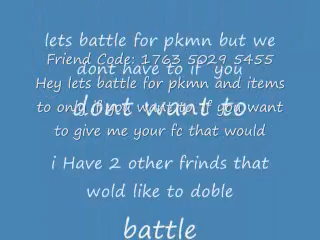 lets battle for pkmn but we
Friend Code: 1763 5029 5455
dont have to if you
Hey lets battle for pkmn and items
dont want to
to only if you want to. if you want
to give me your fc that would
i Have 2 other frinds that
wold like to doble
battle